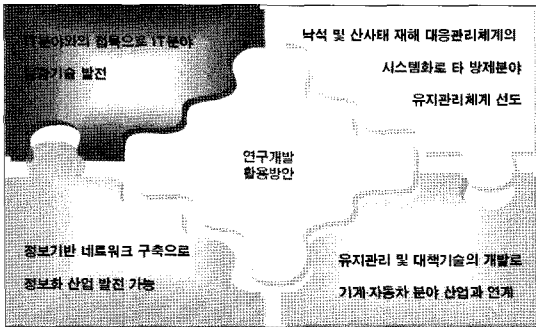 IT분야와의 접목으로 IT분야
기술 발전
낙석 및 산사태 재해 대응관리체계의
시스템화로 타 방제분야
유지관리체계 선도
연구개발
활용방안
정보기반 네트워크 구축으로
정보화 산업 발전 가능
유지관리 및 대책기술의 개발로
기계·자동차 분야 산업과 연계